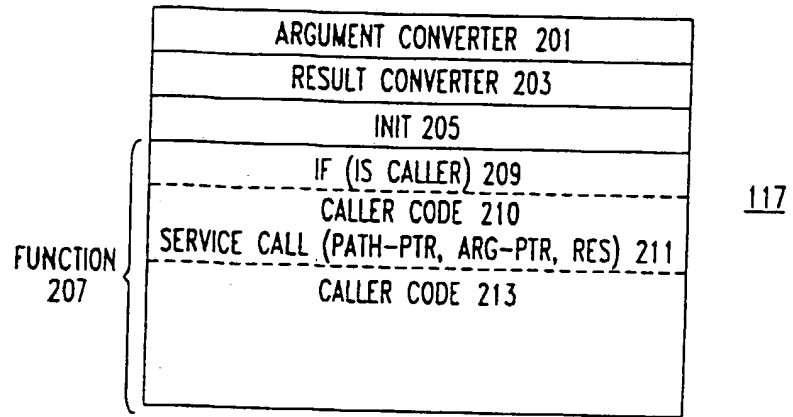 ARGUMENT CONVERTER 201
RESULT CONVERTER 203
INIT 205
IF (IS CALLER) 209
CALLER CODE 210
SERVICE CALL (PATH-PTR, ARG-PTR, RES) 211
CALLER CODE 213
FUNCTION
207
117